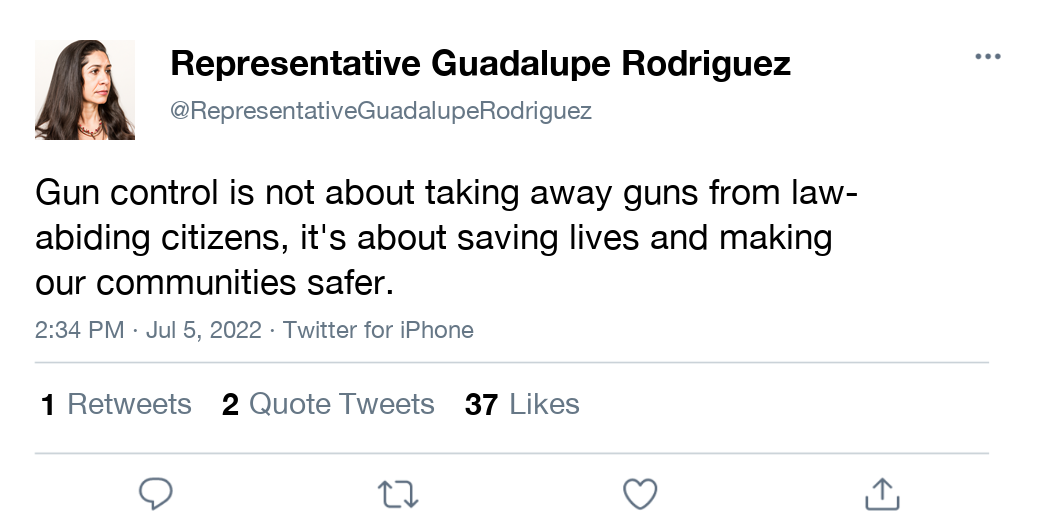 Representative Guadalupe Rodriguez
@RepresentativeGuadalupeRodriguez
Gun control is not about taking away guns from law-
abiding citizens, it's about saving lives and making
our communities safer.
2:34 PM · Jul 5, 2022 · Twitter for iPhone
1 Retweets 2 Quote Tweets 37 Likes